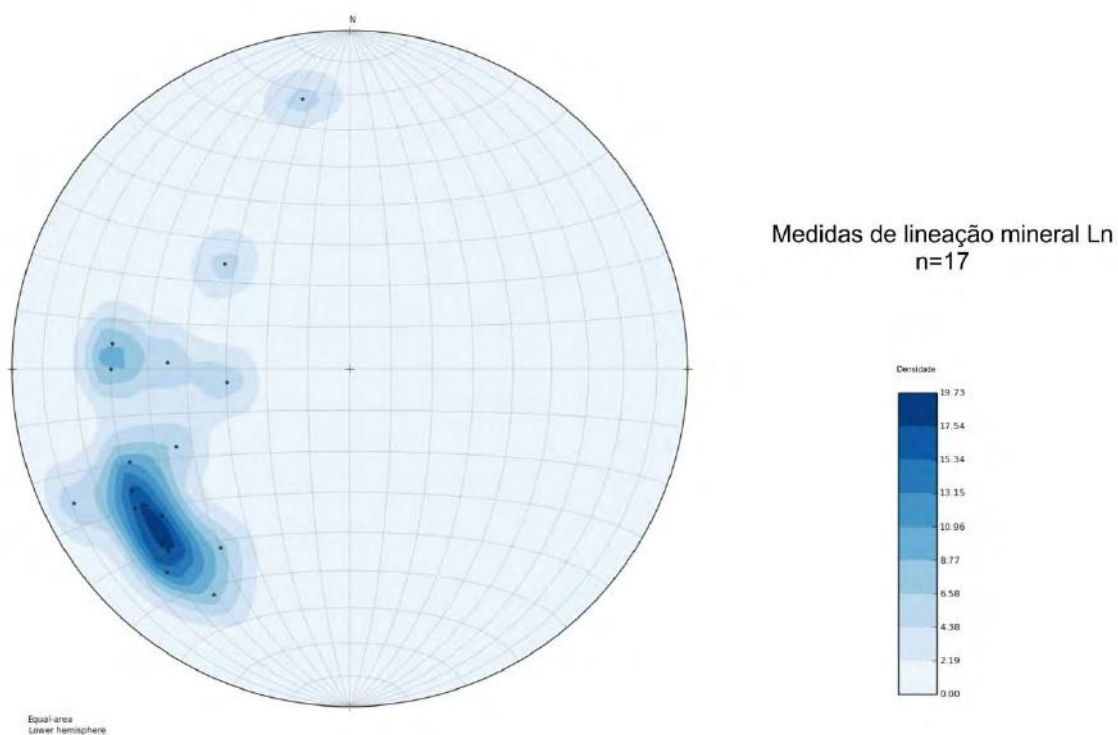 N
Medidas de lineação mineral Ln
n=17
Densidade
19.73
17.54
15.34
13.15
10.96
8.77
6.58
4.38
2.19
0.00
Equal-area
Lower hemisphere